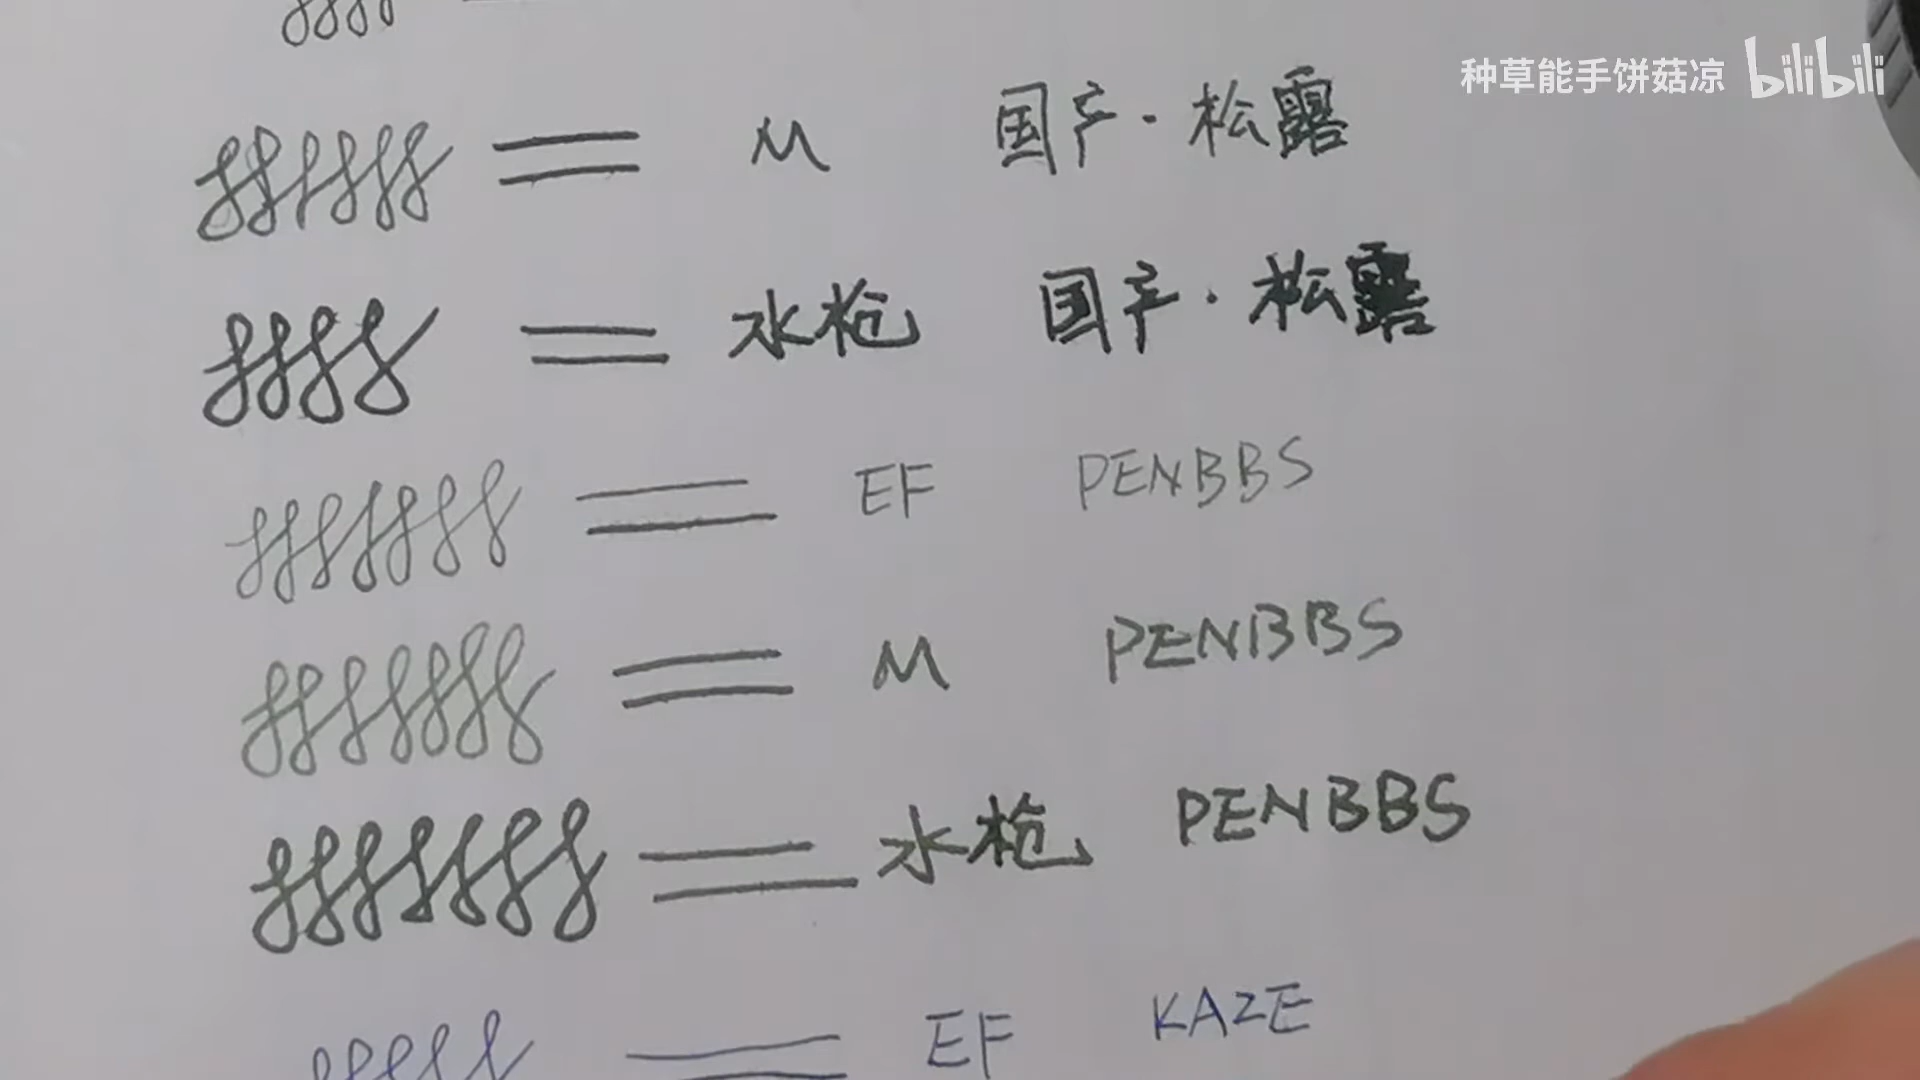 种草能手饼菇凉 bilibili
M 国产·松露
水枪 国产·松露
EF PENBBS
M PENBBS
水枪 PENBBS
EF KAZE